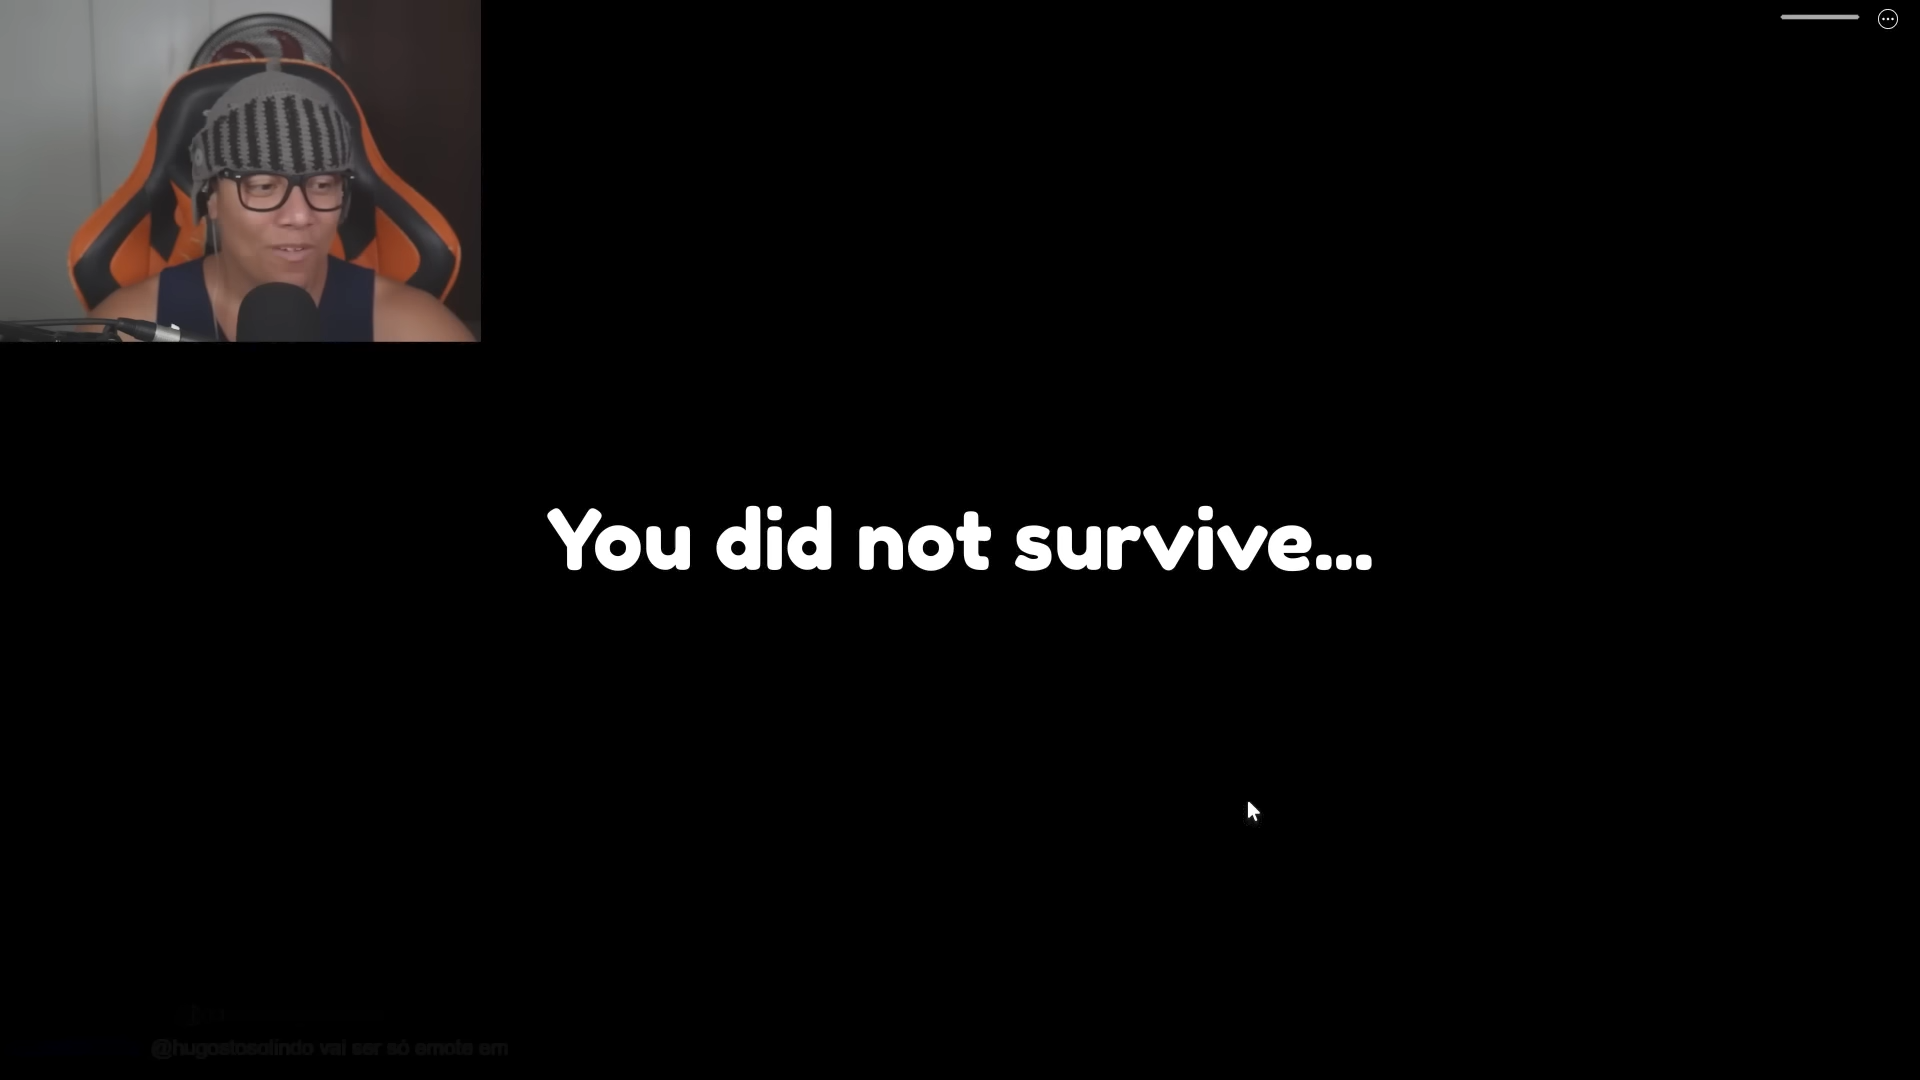 You did not survive...
@hugostosolindo vai ser só emote em